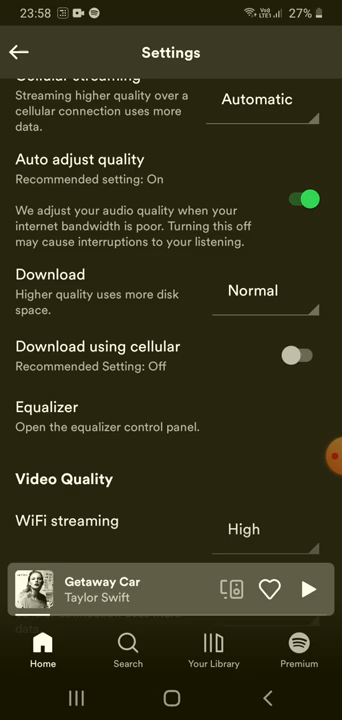 23:58
27%
Settings
Cellular streaming
Streaming higher quality over a
cellular connection uses more
data.
Automatic
Auto adjust quality
Recommended setting: On
We adjust your audio quality when your
internet bandwidth is poor. Turning this off
may cause interruptions to your listening.
Download
Higher quality uses more disk
space.
Normal
Download using cellular
Recommended Setting: Off
Equalizer
Open the equalizer control panel.
Video Quality
WiFi streaming
High
Getaway Car
Taylor Swift
data.
Home
Search
Your Library
Premium